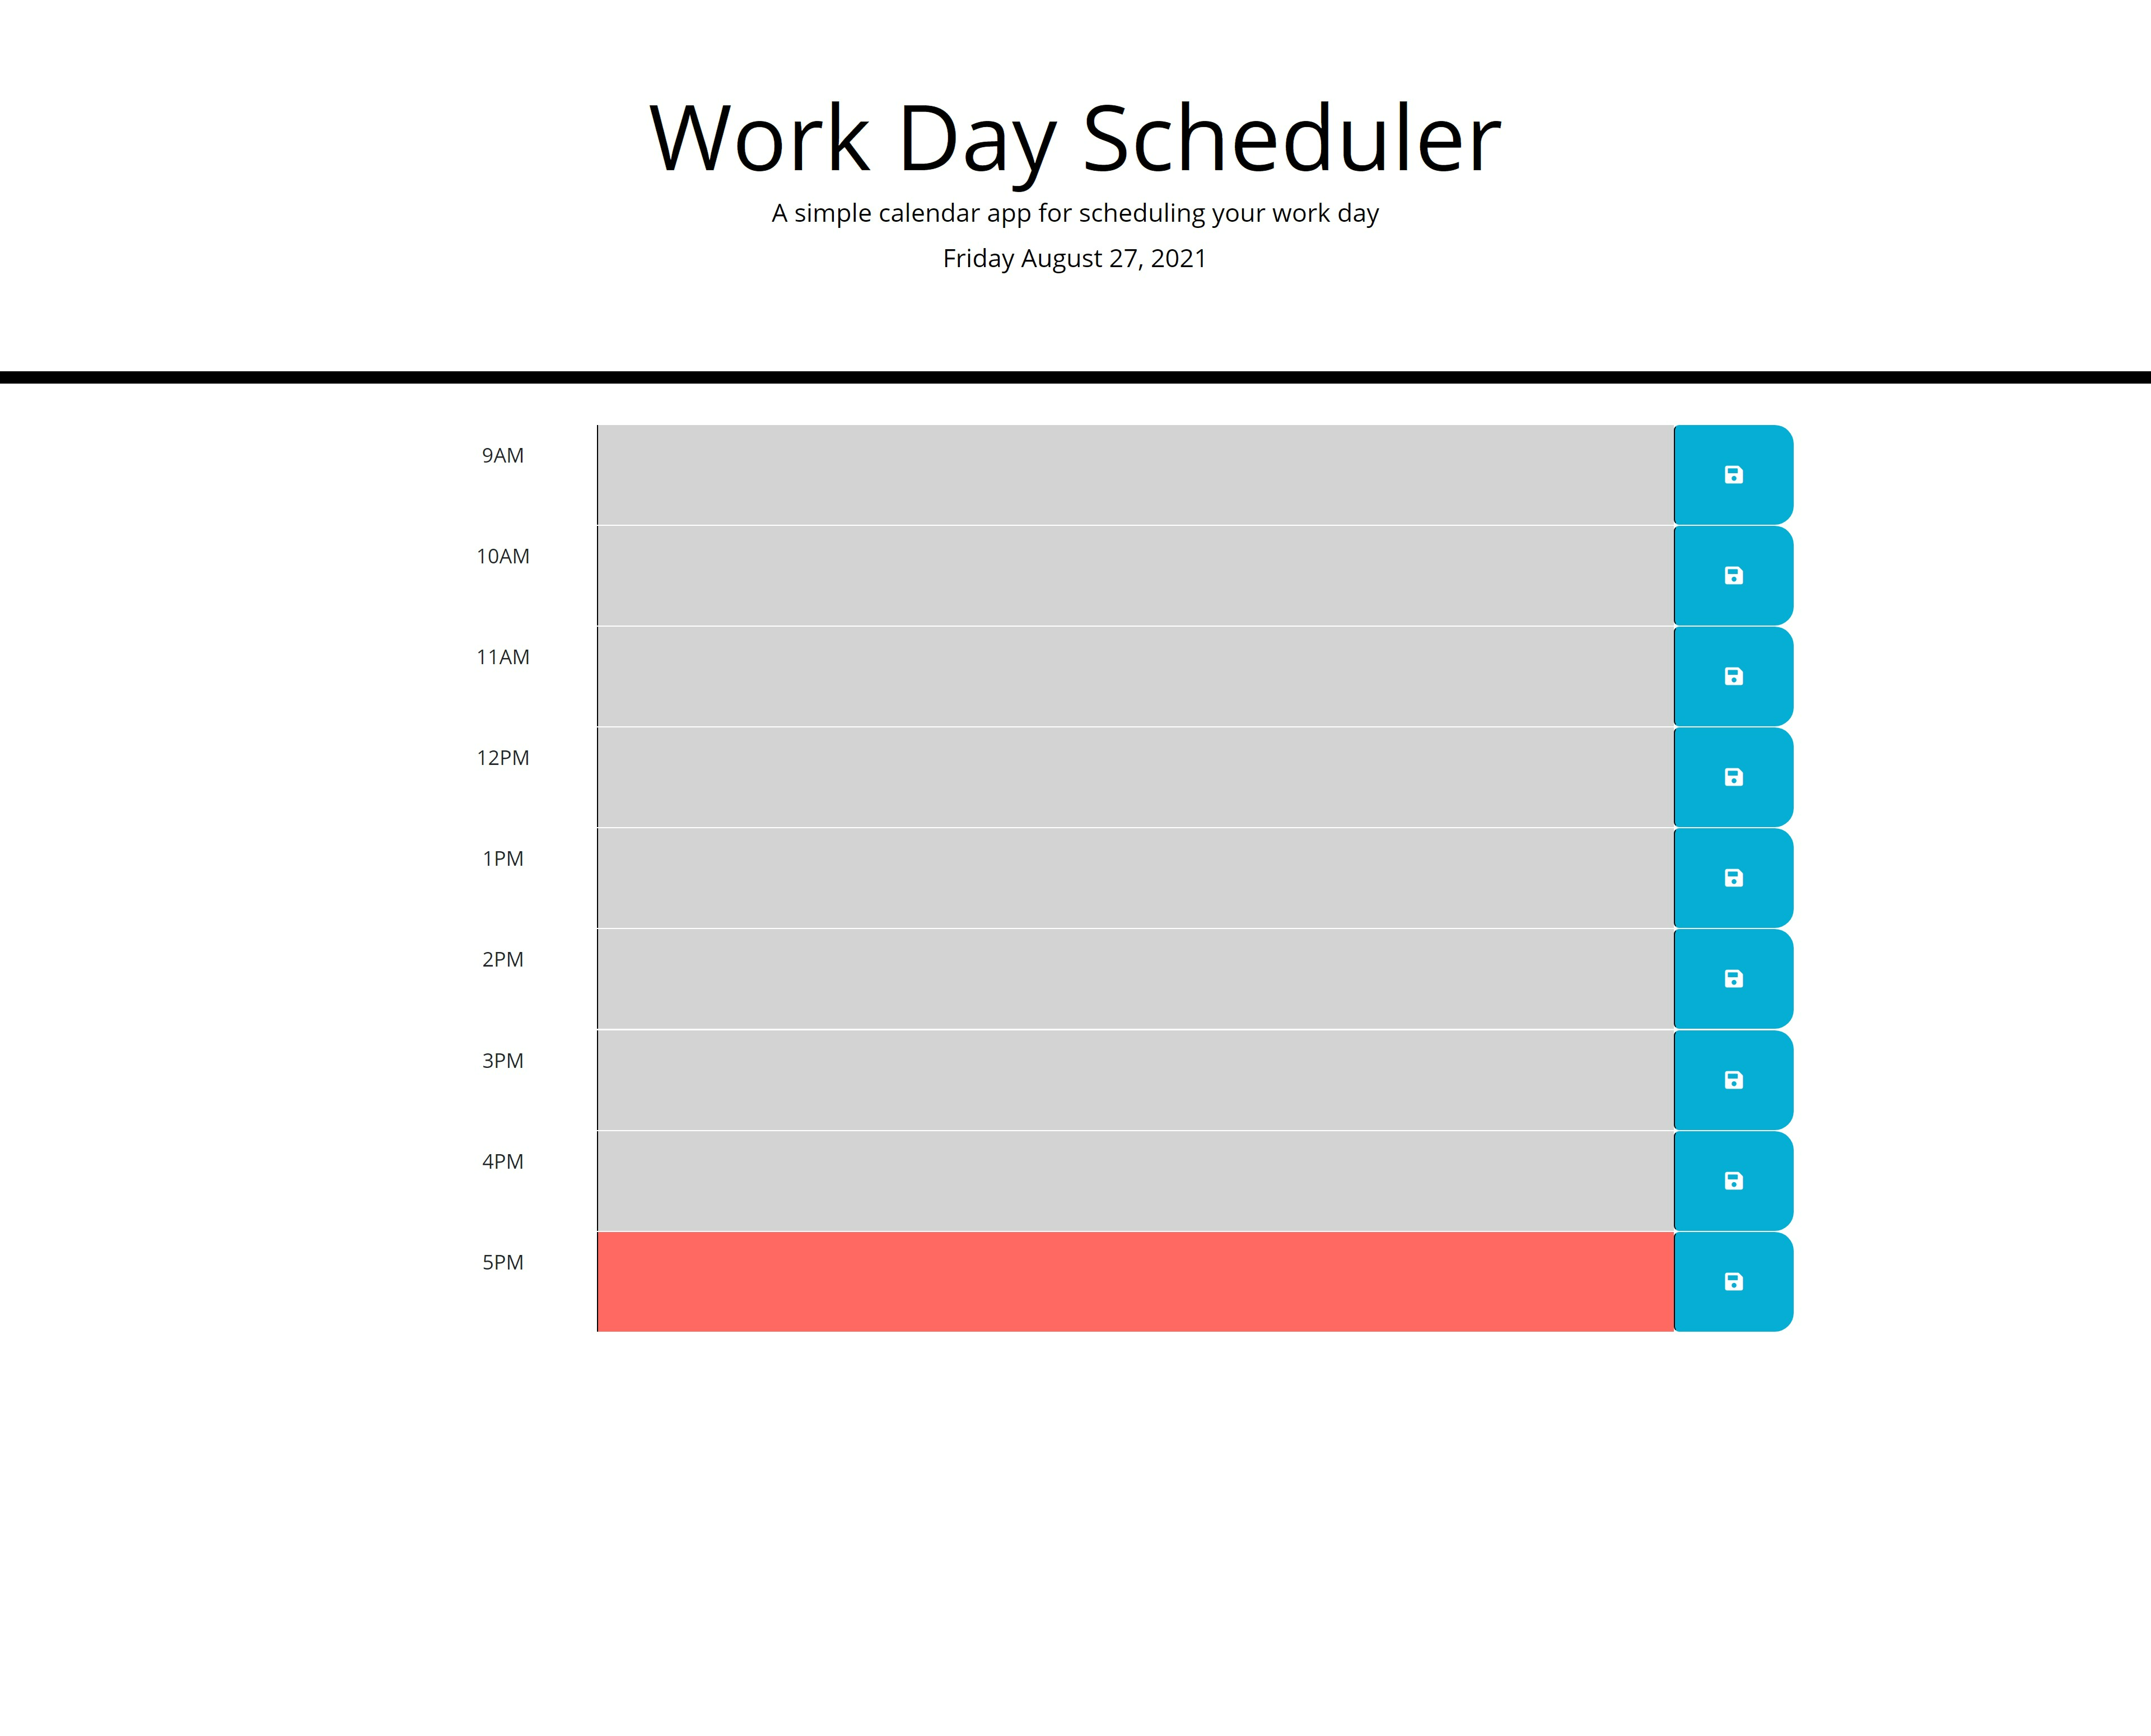 Work Day Scheduler
A simple calendar app for scheduling your work day
Friday August 27, 2021
9AM
10AM
11AM
12PM
1PM
2PM
3PM
4PM
5PM